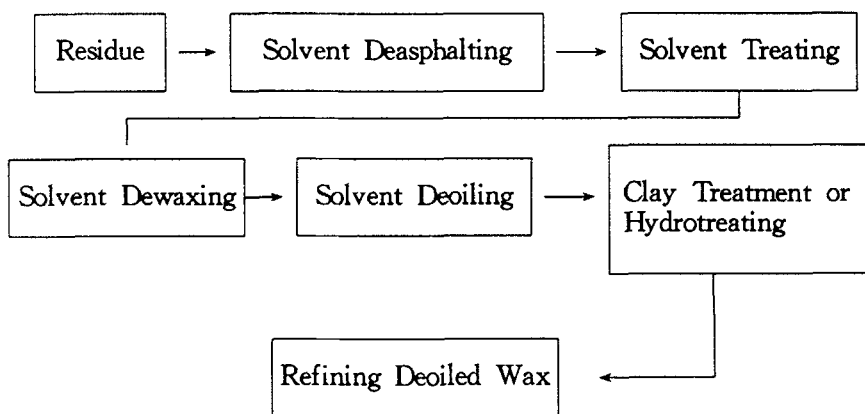 Residue
Solvent Deasphalting
Solvent Treating
Solvent Dewaxing
Solvent Deoiling
Clay Treatment or
Hydrotreating
Refining Deoiled Wax